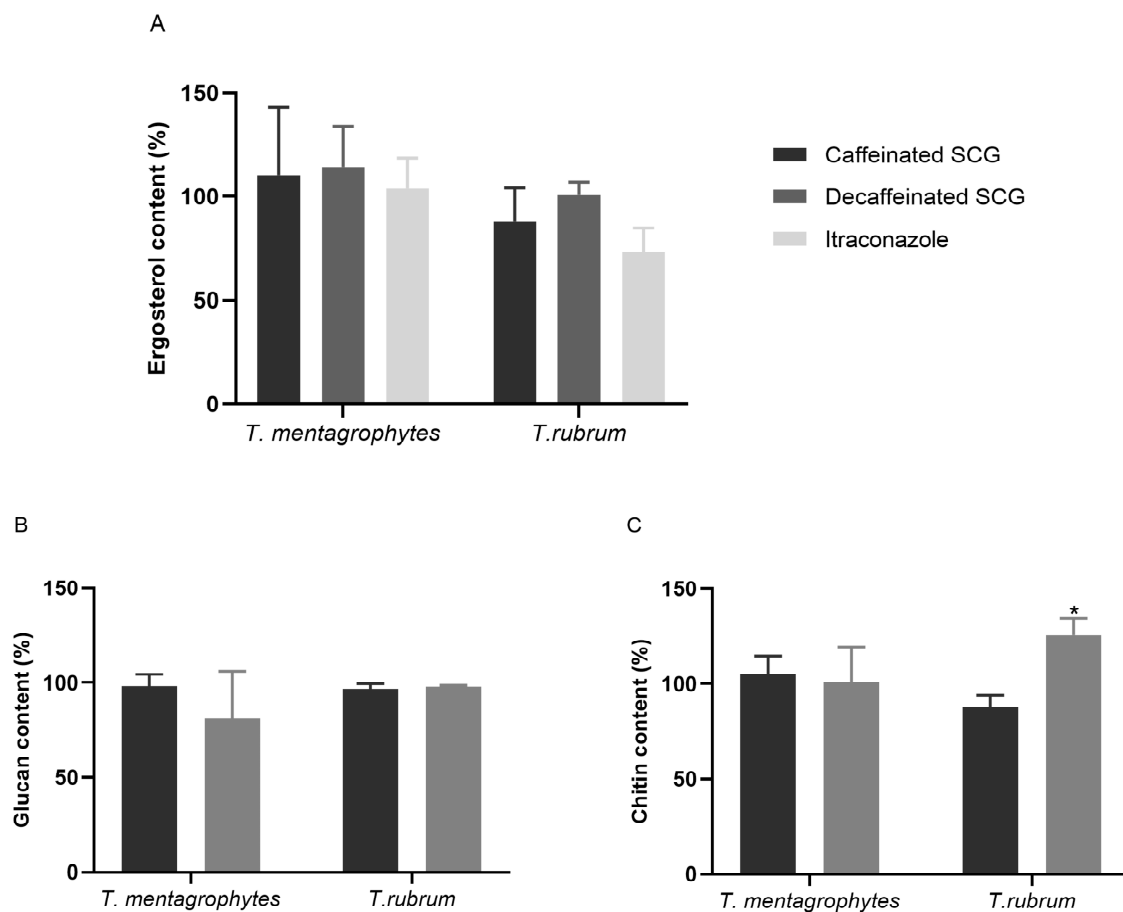 A
Ergosterol content (%)
150
100
50
0
T. mentagrophytes
T.rubrum
Caffeinated SCG
Decaffeinated SCG
Itraconazole
B
Glucan content (%)
150
100
50
0
T. mentagrophytes
T.rubrum
C
Chitin content (%)
150
100
50
0
*
T. mentagrophytes
T.rubrum